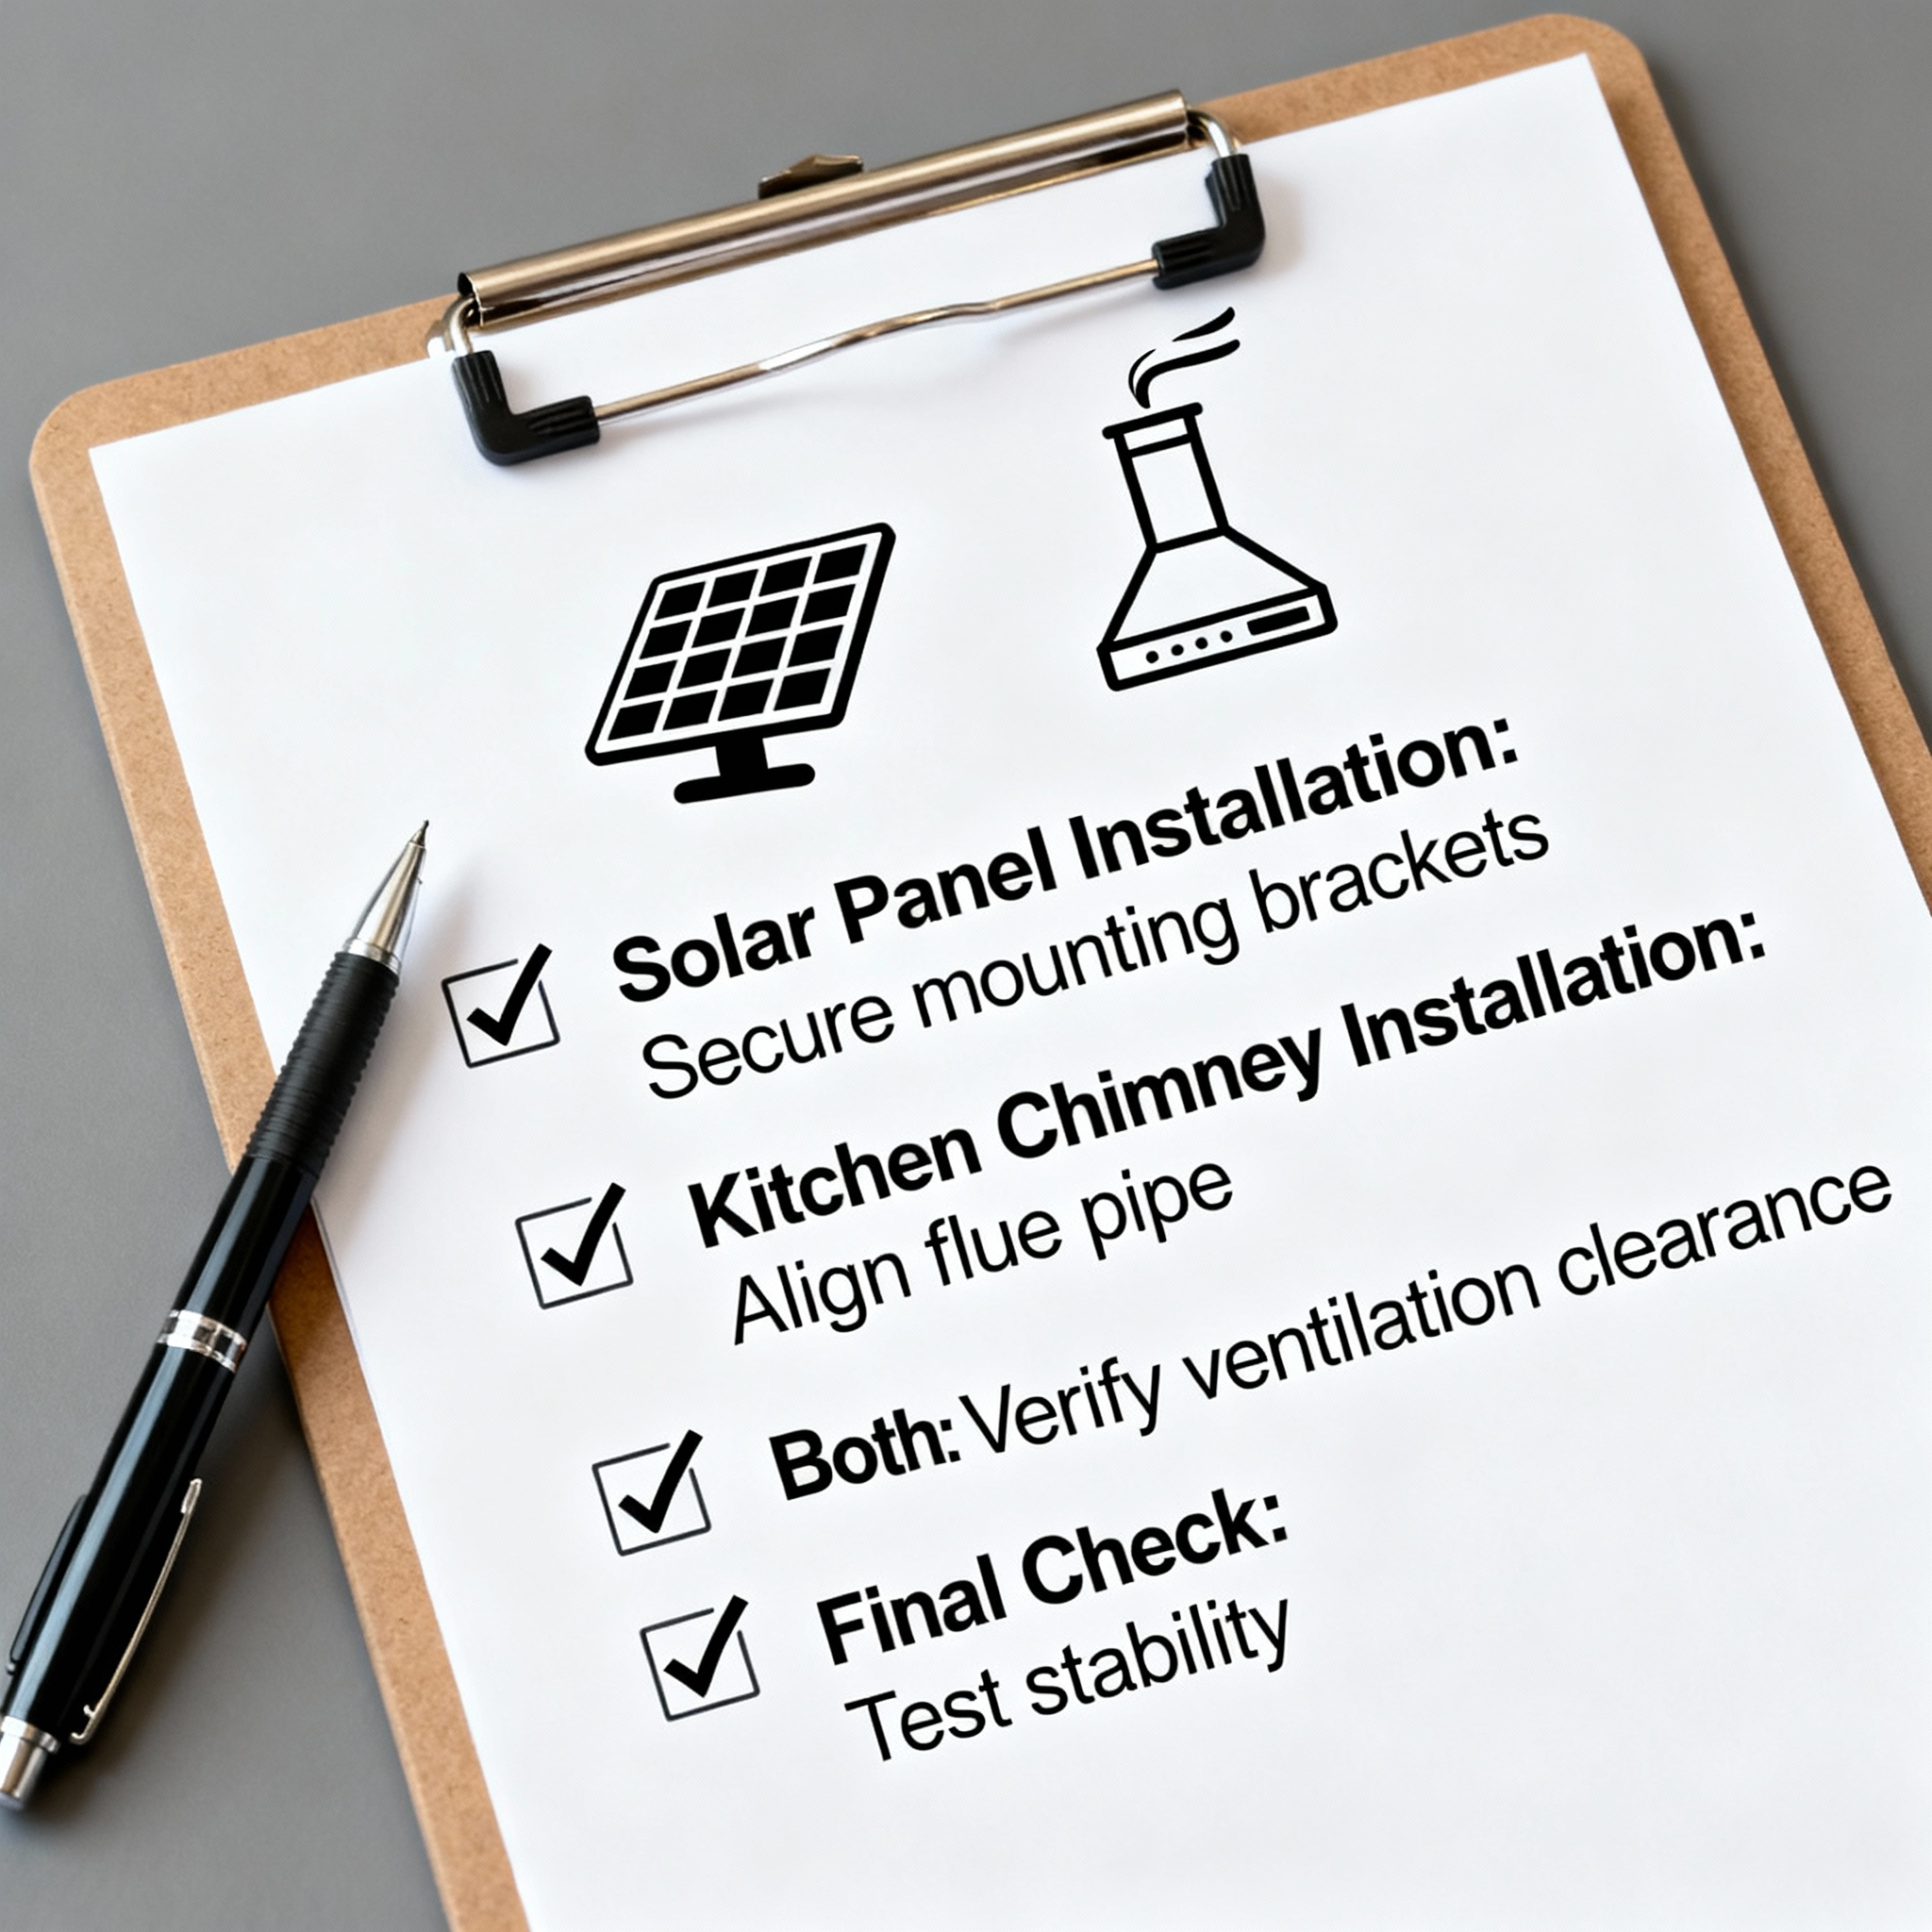 Solar Panel Installation:
Secure mounting brackets
Kitchen Chimney Installation:
Align flue pipe
Both: Verify ventilation clearance
Final Check:
Test stability